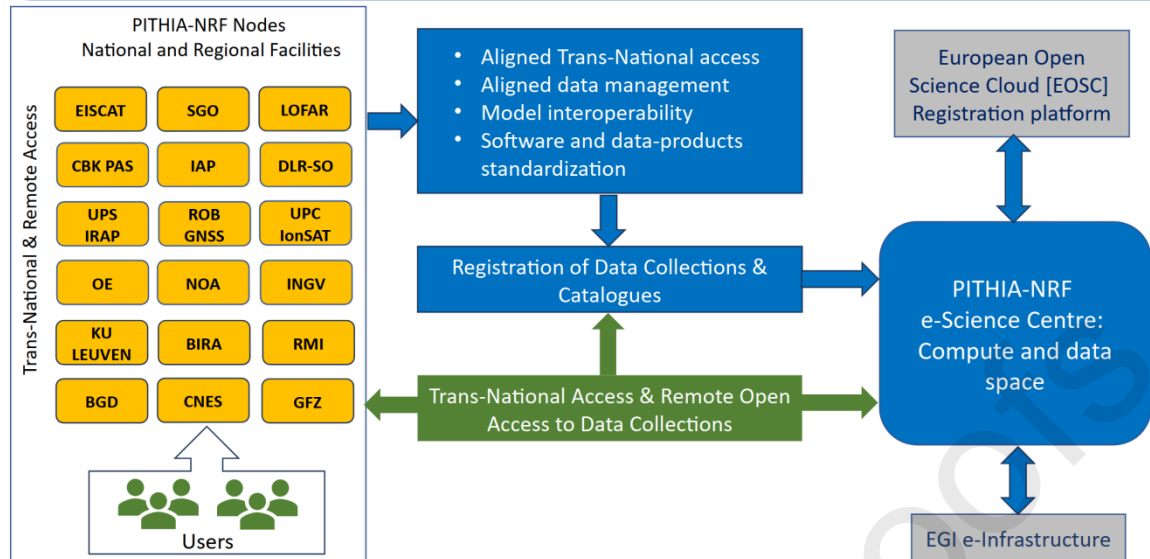 PITHIA-NRF Nodes
National and Regional Facilities
Trans-National & Remote Access
EISCAT
SGO
LOFAR
CBK PAS
IAP
DLR-SO
UPS
IRAP
ROB
GNSS
UPC
IonSAT
OE
NOA
INGV
KU
LEUVEN
BIRA
RMI
BGD
CNES
GFZ
Users
• Aligned Trans-National access
• Aligned data management
• Model interoperability
• Software and data-products
standardization
Registration of Data Collections &
Catalogues
Trans-National Access & Remote Open
Access to Data Collections
European Open
Science Cloud [EOSC]
Registration platform
PITHIA-NRF
e-Science Centre:
Compute and data
space
EGI e-Infrastructure